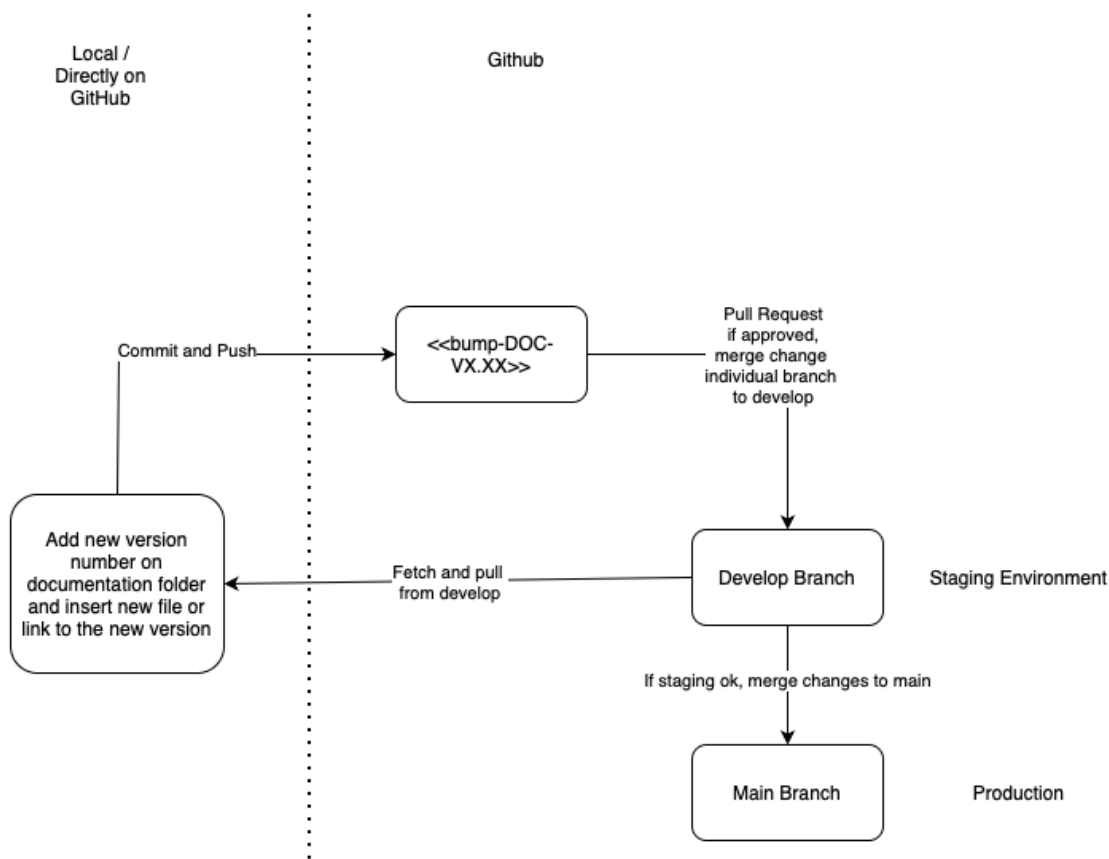 Local /
Directly on
GitHub
Github
Commit and Push
<<bump-DOC-
VX.XX>>
Pull Request
if approved,
merge change
individual branch
to develop
Add new version
number on
documentation folder
and insert new file or
link to the new version
Fetch and pull
from develop
Develop Branch
Staging Environment
If staging ok, merge changes to main
Main Branch
Production